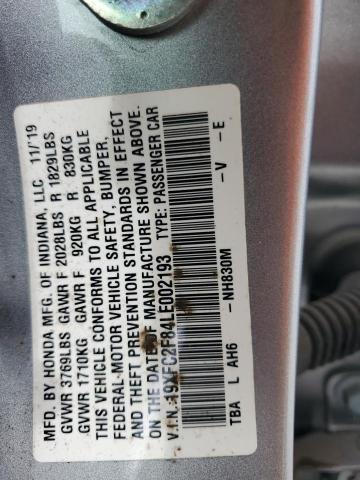 MFD. BY HONDA MFG. OF INDIANA, LLC 11/'19
GVWR 3769LBS GAWR F 2028LBS R 1829LBS
GVWR 1710KG GAWR F 920KG R 830KG
THIS VEHICLE CONFORMS TO ALL APPLICABLE
FEDERAL MOTOR VEHICLE SAFETY, BUMPER,
AND THEFT PREVENTION STANDARDS IN EFFECT
ON THE DATE OF MANUFACTURE SHOWN ABOVE.
V.I.N.: 19XFC2F84LE002193 TYPE: PASSENGER CAR
NH830M -V -E
TBA L AH6